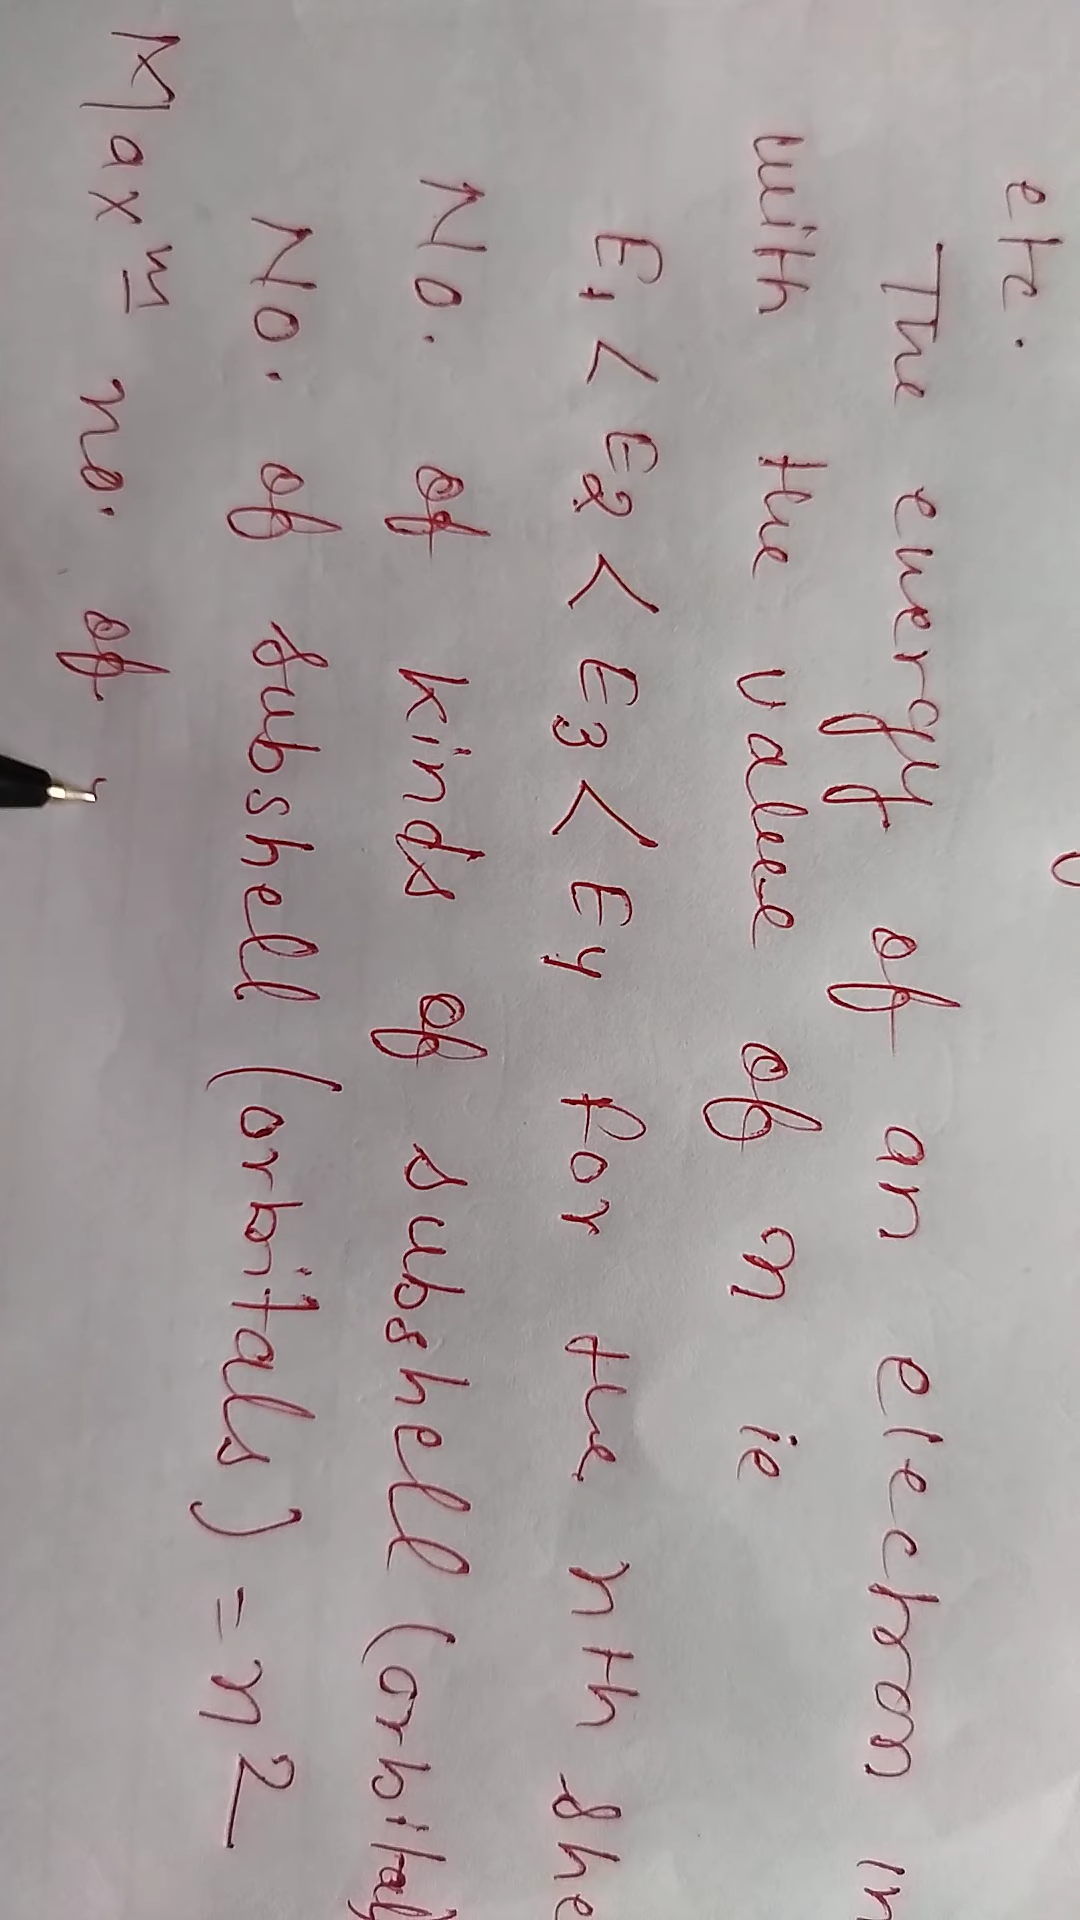 etc.
The energy of an electron in
with the value of n ie
E1 < E2 < E3 < E4 for the nth she
No. of kinds of subshell (orbital)
No. of subshell (orbitals) = n2
Maxm no. of